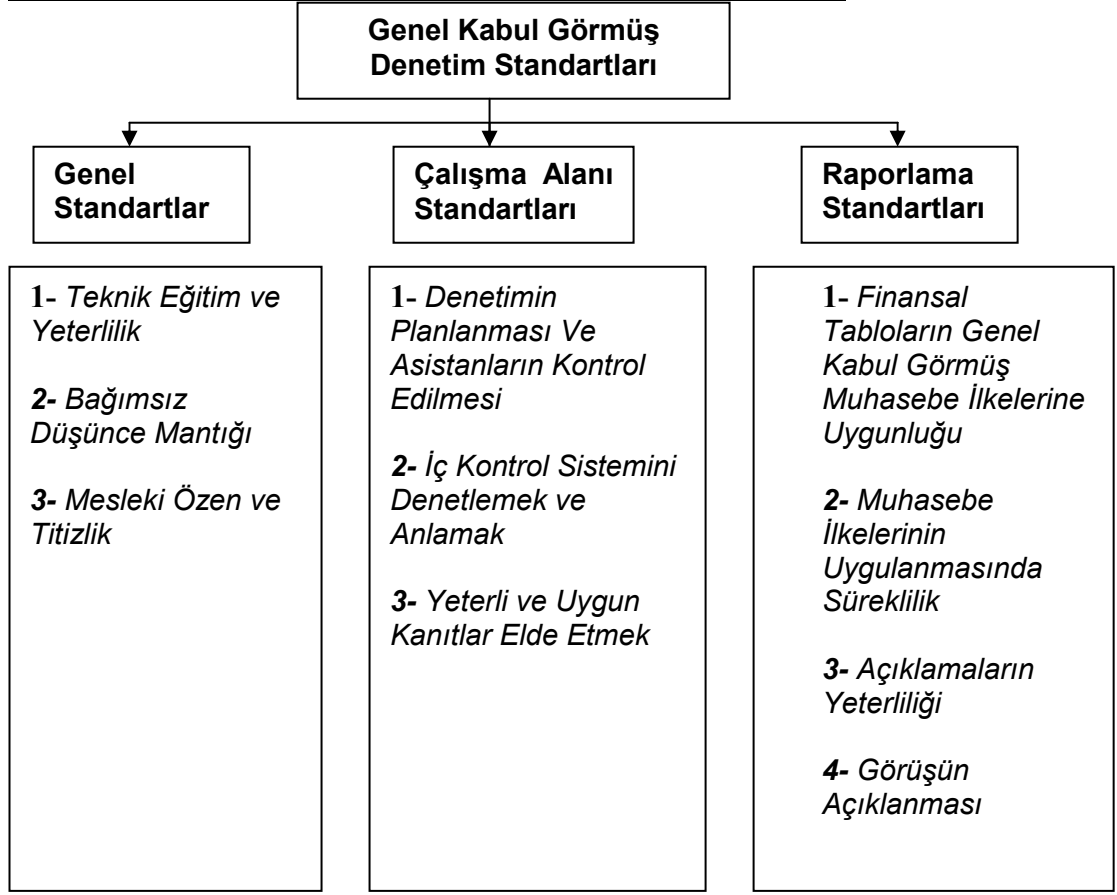 Genel Kabul Görmüş
Denetim Standartları
Genel
Standartlar
Çalışma Alanı
Standartları
Raporlama
Standartları
1- Teknik Eğitim ve
Yeterlilik
2- Bağımsız
Düşünce Mantığı
3- Mesleki Özen ve
Titizlik
1- Denetimin
Planlanması Ve
Asistanların Kontrol
Edilmesi
2- İç Kontrol Sistemini
Denetlemek ve
Anlamak
3- Yeterli ve Uygun
Kanıtlar Elde Etmek
1- Finansal
Tabloların Genel
Kabul Görmüş
Muhasebe İlkelerine
Uygunluğu
2- Muhasebe
İlkelerinin
Uygulanmasında
Süreklilik
3- Açıklamaların
Yeterliliği
4- Görüşün
Açıklanması